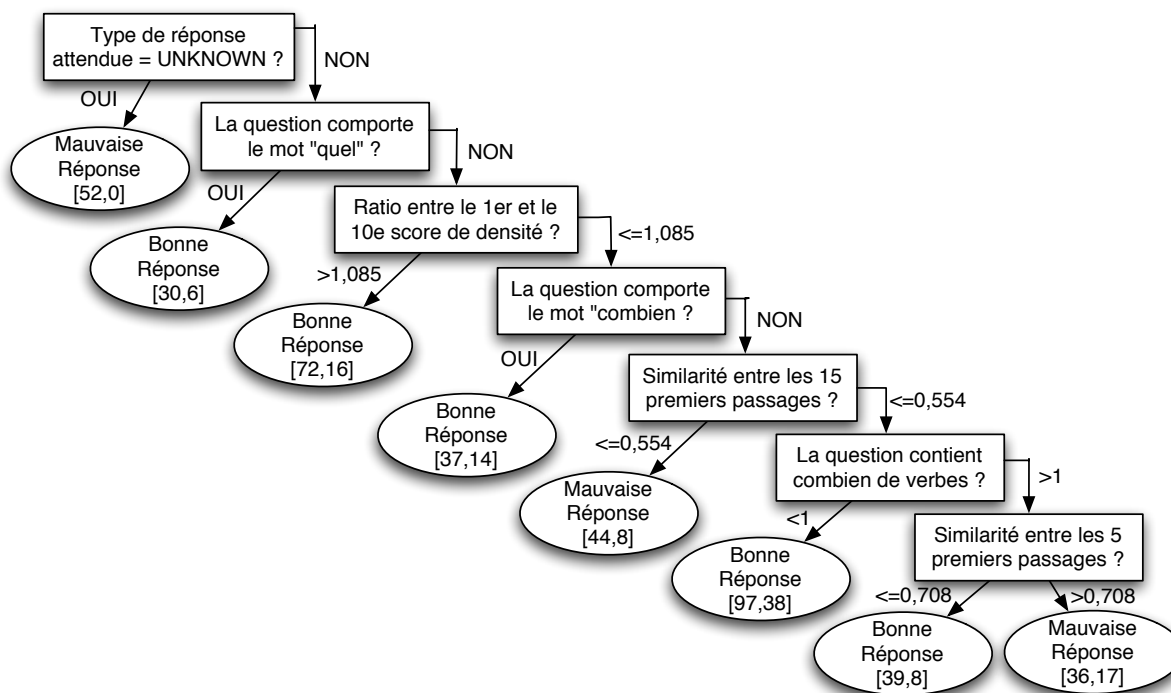 Type de réponse
attendue = UNKNOWN ?
NON
OUI
Mauvaise
Réponse
[52,0]
La question comporte
le mot "quel" ?
NON
OUI
Bonne
Réponse
[30,6]
Ratio entre le 1er et le
10e score de densité ?
<=1,085
>1,085
Bonne
Réponse
[72,16]
La question comporte
le mot "combien ?
NON
OUI
Bonne
Réponse
[37,14]
Similarité entre les 15
premiers passages ?
<=0,554
<=0,554
Mauvaise
Réponse
[44,8]
La question contient
combien de verbes ?
>1
<1
Bonne
Réponse
[97,38]
Similarité entre les 5
premiers passages ?
<=0,708
>0,708
Bonne
Réponse
[39,8]
Mauvaise
Réponse
[36,17]